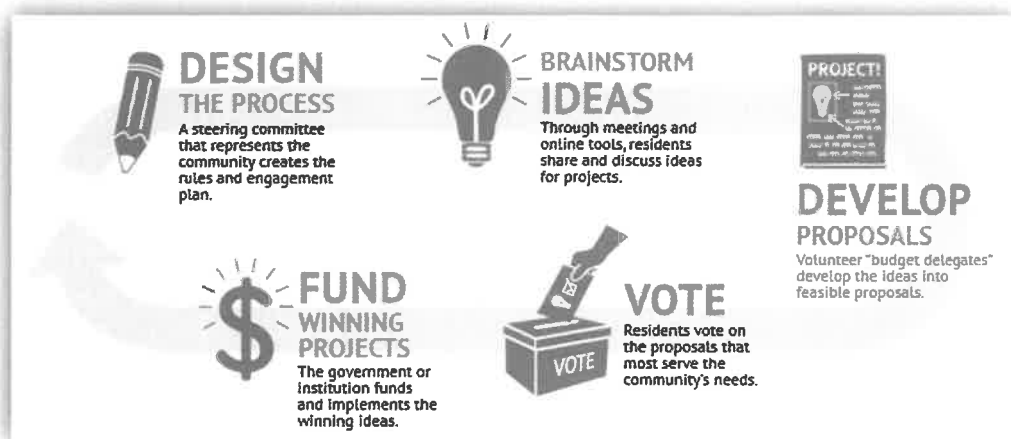 DESIGN
THE PROCESS
A steering committee
that represents the
community creates the
rules and engagement
plan.
BRAINSTORM
IDEAS
Through meetings and
online tools, residents
share and discuss ideas
for projects.
PROJECT!
DEVELOP
PROPOSALS
Volunteer "budget delegates"
develop the ideas into
feasible proposals.
VOTE
VOTE
Residents vote on
the proposals that
most serve the
community's needs.
FUND
WINNING
PROJECTS
The government or
institution funds
and implements the
winning ideas.